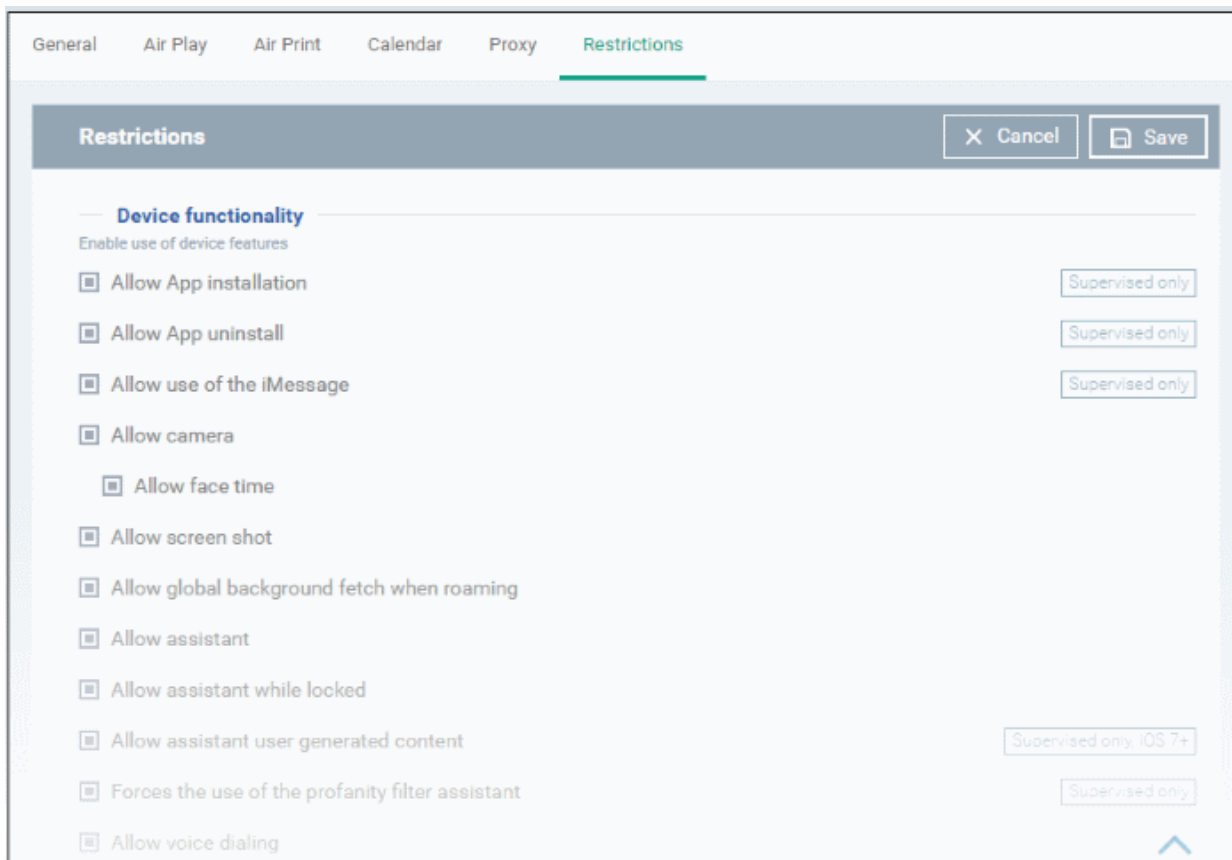 General Air Play Air Print Calendar Proxy Restrictions
Restrictions Cancel Save
Device functionality
Enable use of device features
Allow App installation Supervised only
Allow App uninstall Supervised only
Allow use of the iMessage Supervised only
Allow camera
Allow face time
Allow screen shot
Allow global background fetch when roaming
Allow assistant
Allow assistant while locked
Allow assistant user generated content Supervised only, iOS 7+
Forces the use of the profanity filter assistant Supervised only
Allow voice dialing